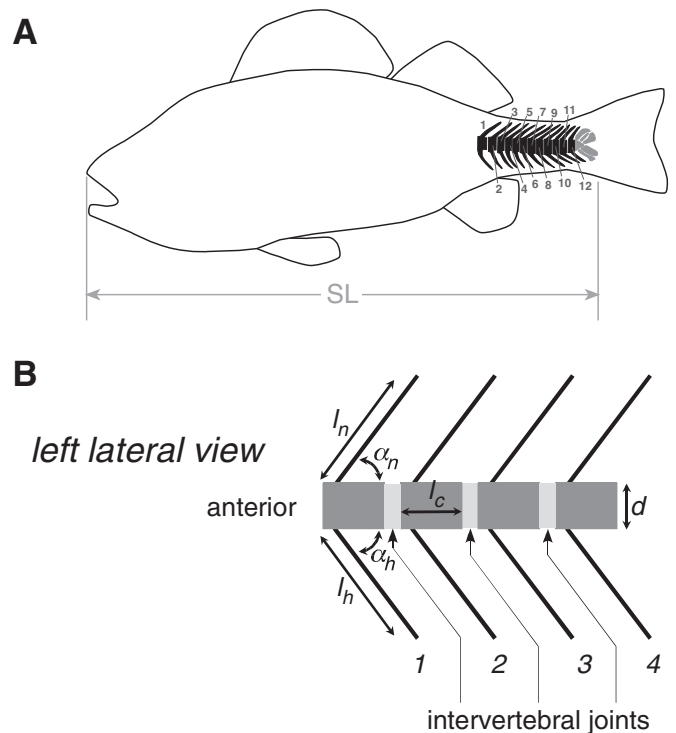 A
1 3 5 7 9 11
2 4 6 8 10 12
SL
B
l_n
left lateral view
α_n
anterior
l_c
d
α_h
l_h
1 2 3 4
intervertebral joints